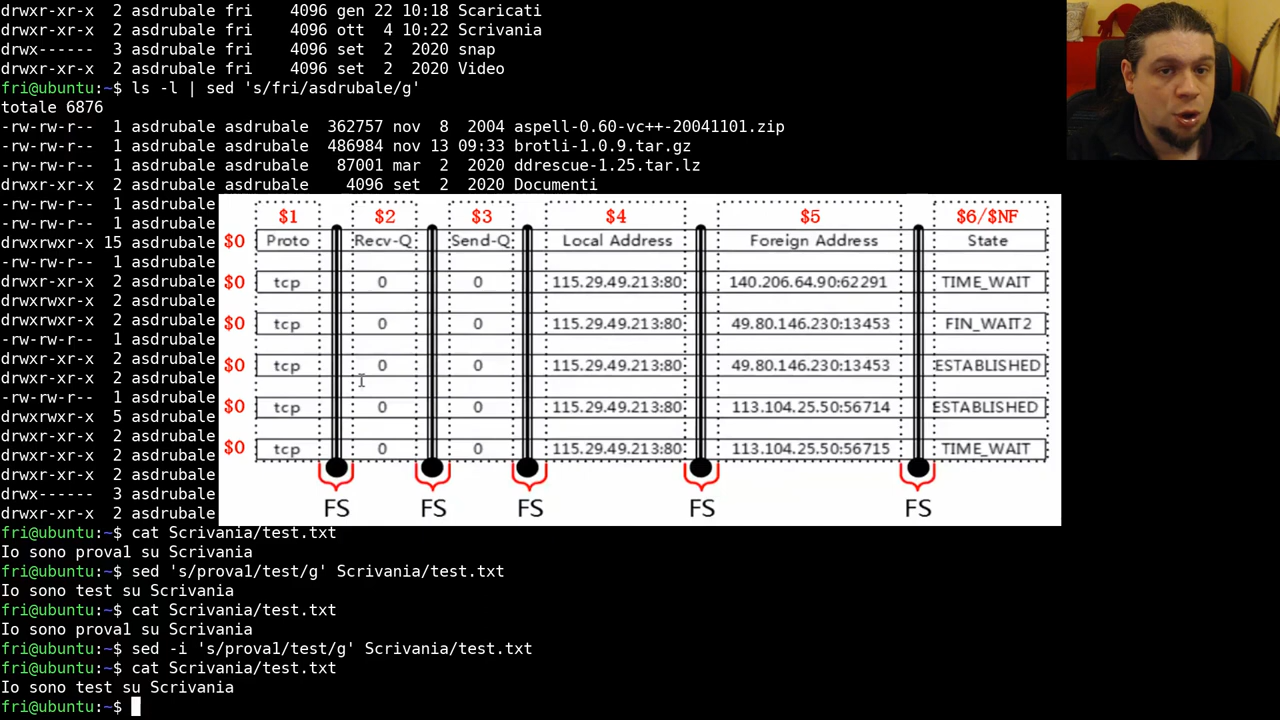 drwxr-xr-x  2 asdrubale fri    4096 gen 22 10:18 Scaricati
drwxr-xr-x  2 asdrubale fri    4096 ott  4 10:22 Scrivania
drwx------  3 asdrubale fri    4096 set  2  2020 snap
drwxr-xr-x  2 asdrubale fri    4096 set  2  2020 Video
fri@ubuntu:~$ ls -l | sed 's/fri/asdrubale/g'
totale 6876
-rw-rw-r--  1 asdrubale asdrubale  362757 nov  8  2004 aspell-0.60-vc++-20041101.zip
-rw-rw-r--  1 asdrubale asdrubale  486984 nov 13 09:33 brotli-1.0.9.tar.gz
-rw-rw-r--  1 asdrubale asdrubale   87001 mar  2  2020 ddrescue-1.25.tar.lz
drwxr-xr-x  2 asdrubale asdrubale    4096 set  2  2020 Documenti
-rw-rw-r--  1 asdrubale
-rw-rw-r--  1 asdrubale
drwxrwxr-x 15 asdrubale
-rw-rw-r--  1 asdrubale
drwxr-xr-x  2 asdrubale
drwxrwxr-x  2 asdrubale
drwxrwxr-x  2 asdrubale
-rw-rw-r--  1 asdrubale
drwxr-xr-x  2 asdrubale
drwxr-xr-x  2 asdrubale
-rw-rw-r--  1 asdrubale
drwxrwxr-x  5 asdrubale
drwxr-xr-x  2 asdrubale
drwxr-xr-x  2 asdrubale
drwxr-xr-x  2 asdrubale
drwx------  3 asdrubale
drwxr-xr-x  2 asdrubale
$1 $2 $3 $4 $5 $6/$NF
$0 Proto Recv-Q Send-Q Local Address Foreign Address State
$0 tcp 0 0 115.29.49.213:80 140.206.64.90:62291 TIME_WAIT
$0 tcp 0 0 115.29.49.213:80 49.80.146.230:13453 FIN_WAIT2
$0 tcp 0 0 115.29.49.213:80 49.80.146.230:13453 ESTABLISHED
$0 tcp 0 0 115.29.49.213:80 113.104.25.50:56714 ESTABLISHED
$0 tcp 0 0 115.29.49.213:80 113.104.25.50:56715 TIME_WAIT
FS FS FS FS FS
fri@ubuntu:~$ cat Scrivania/test.txt
Io sono prova1 su Scrivania
fri@ubuntu:~$ sed 's/prova1/test/g' Scrivania/test.txt
Io sono test su Scrivania
fri@ubuntu:~$ cat Scrivania/test.txt
Io sono prova1 su Scrivania
fri@ubuntu:~$ sed -i 's/prova1/test/g' Scrivania/test.txt
fri@ubuntu:~$ cat Scrivania/test.txt
Io sono test su Scrivania
fri@ubuntu:~$